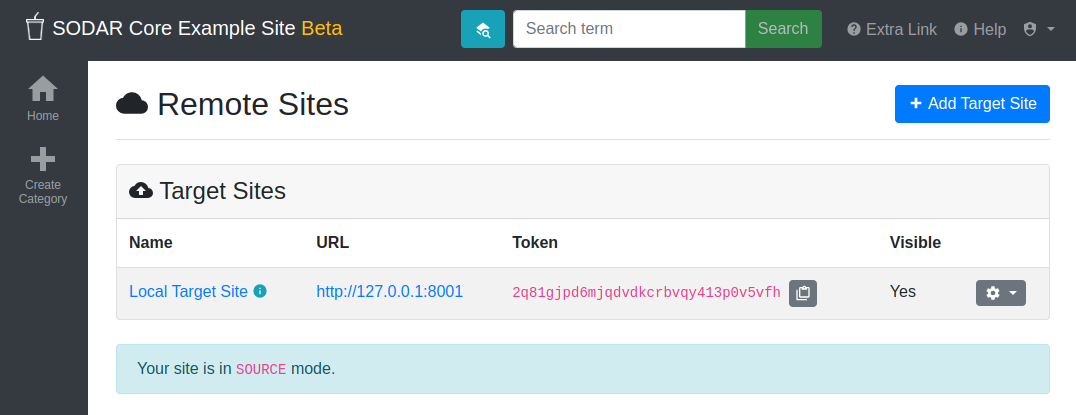 SODAR Core Example Site Beta
Search term
Search
Extra Link
Help
Home
Create
Category
Remote Sites
Add Target Site
Target Sites
Name URL Token Visible
Local Target Site http://127.0.0.1:8001 2q81gjpd6mjqdvdkcrbvqy413p0v5vfh Yes
Your site is in SOURCE mode.